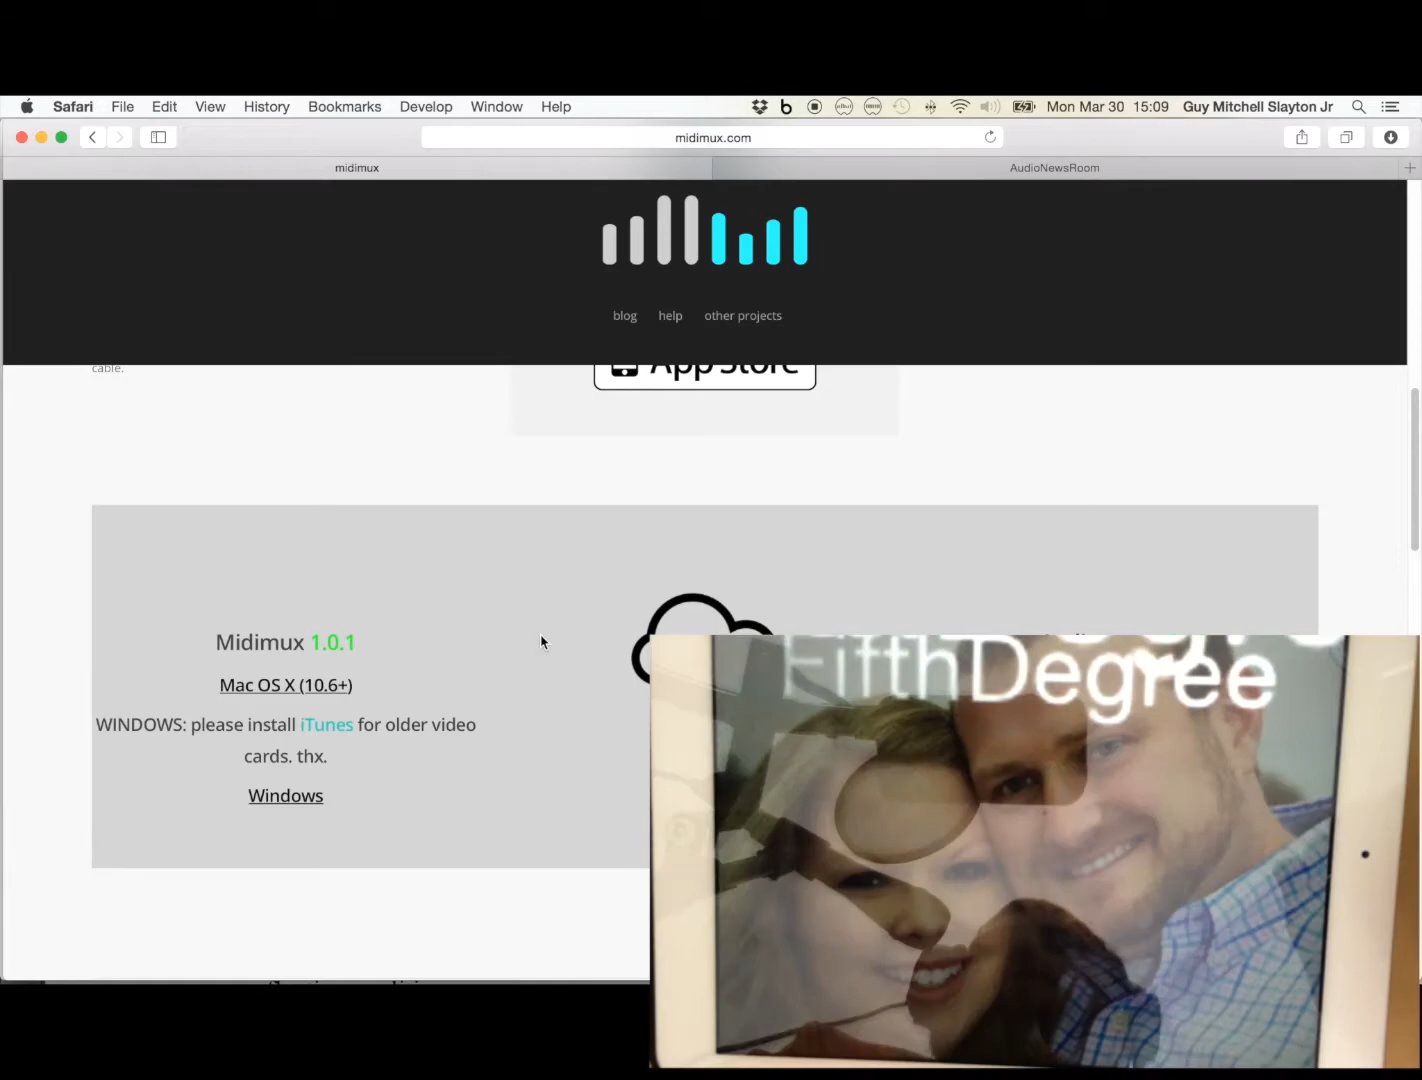 Safari File Edit View History Bookmarks Develop Window Help Mon Mar 30 15:09 Guy Mitchell Slayton Jr
midimux.com
midimux AudioNewsRoom
blog help other projects
cable.
App Store
Midimux 1.0.1
Mac OS X (10.6+)
WINDOWS: please install iTunes for older video
cards. thx.
Windows
FifthDegree